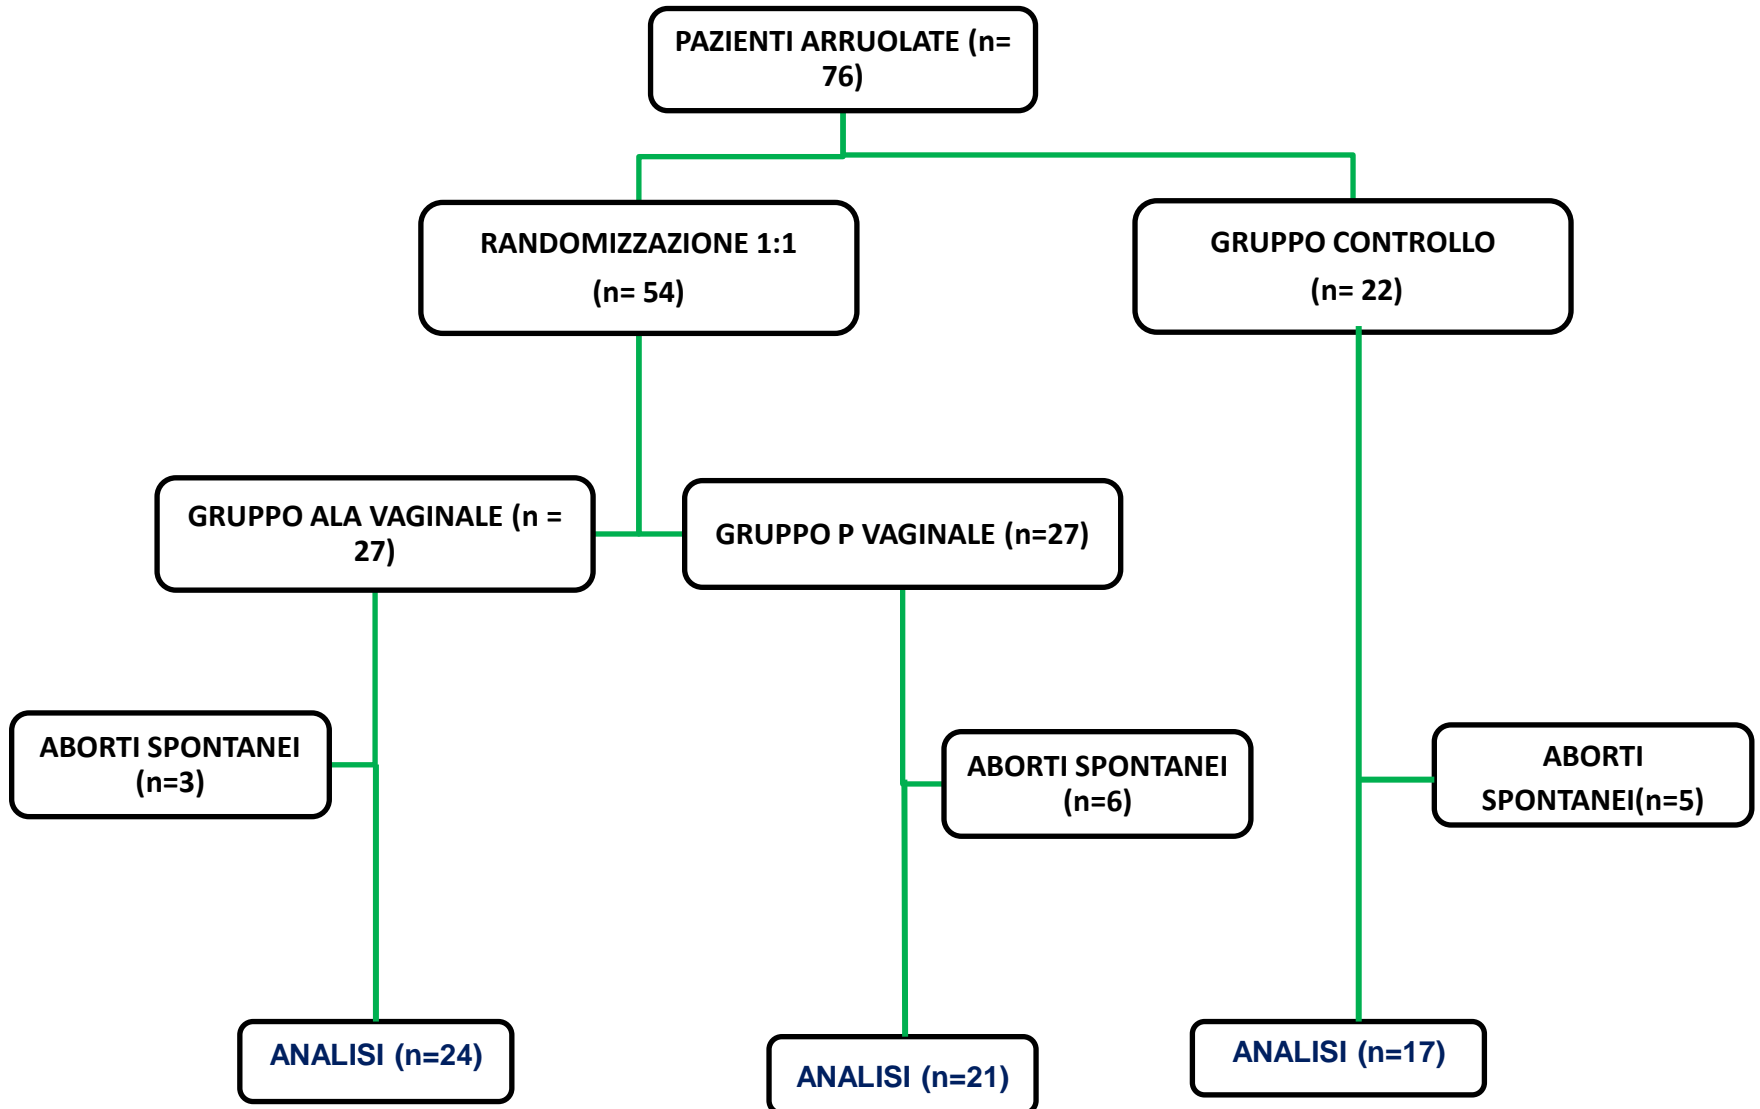 PAZIENTI ARRUOLATE (n=
76)
RANDOMIZZAZIONE 1:1
(n= 54)
GRUPPO CONTROLLO
(n= 22)
GRUPPO ALA VAGINALE (n =
27)
GRUPPO P VAGINALE (n=27)
ABORTI SPONTANEI
(n=3)
ABORTI SPONTANEI
(n=6)
ABORTI
SPONTANEI(n=5)
ANALISI (n=24)
ANALISI (n=21)
ANALISI (n=17)